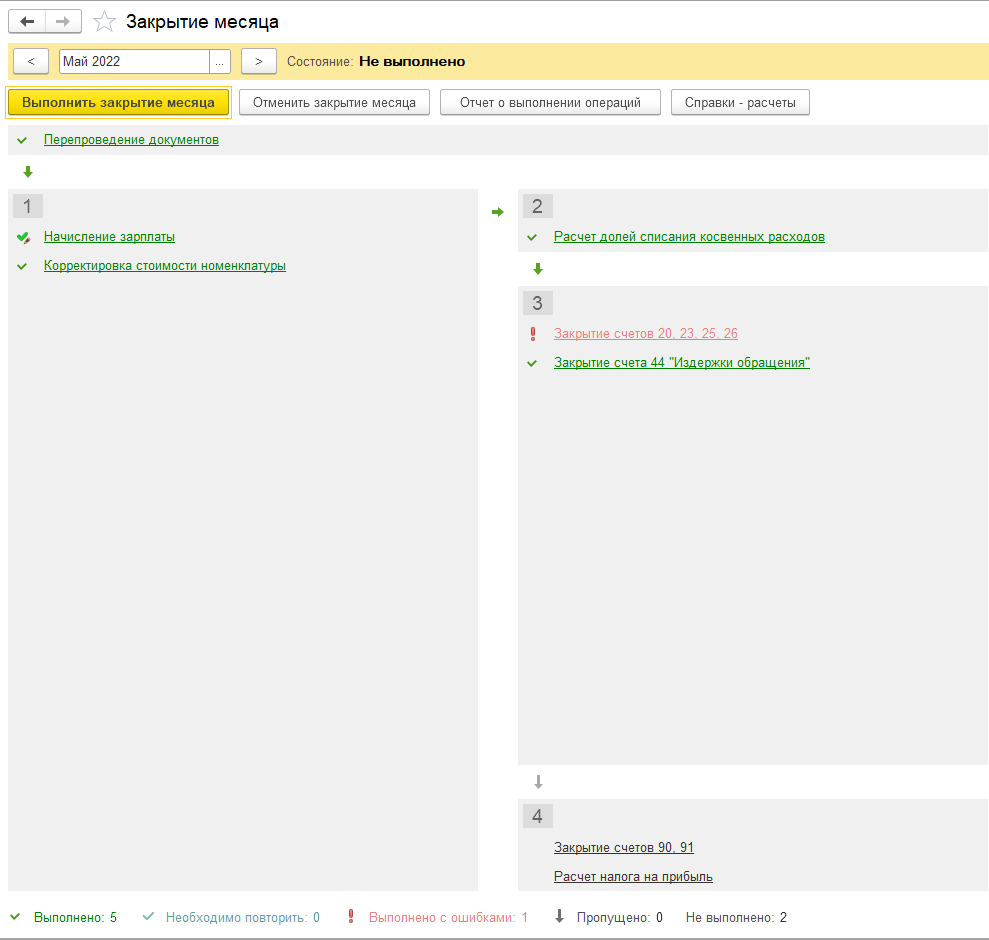 Закрытие месяца
< Май 2022 ... > Состояние: Не выполнено
Выполнить закрытие месяца Отменить закрытие месяца Отчет о выполнении операций Справки - расчеты
Перепроведение документов
1
Начисление зарплаты
Корректировка стоимости номенклатуры
2
Расчет долей списания косвенных расходов
3
Закрытие счетов 20, 23, 25, 26
Закрытие счета 44 "Издержки обращения"
4
Закрытие счетов 90, 91
Расчет налога на прибыль
Выполнено: 5 Необходимо повторить: 0 Выполнено с ошибками: 1 Пропущено: 0 Не выполнено: 2